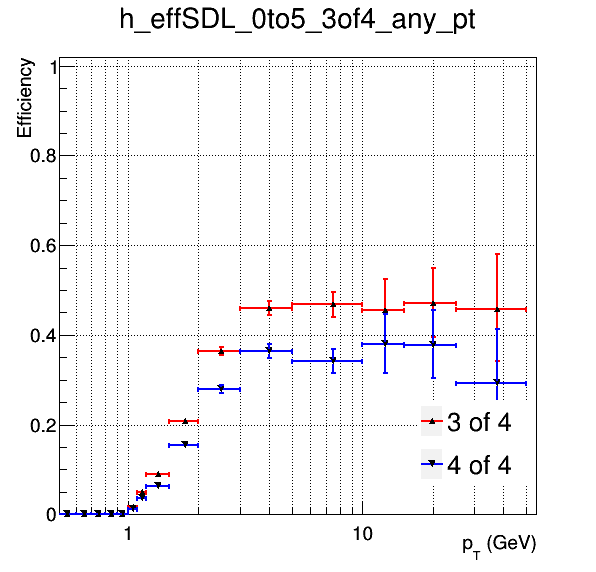 h_effSDL_0to5_3of4_any_pt
Efficiency
1
0.8
0.6
0.4
0.2
0
3 of 4
4 of 4
1
10
p_T (GeV)